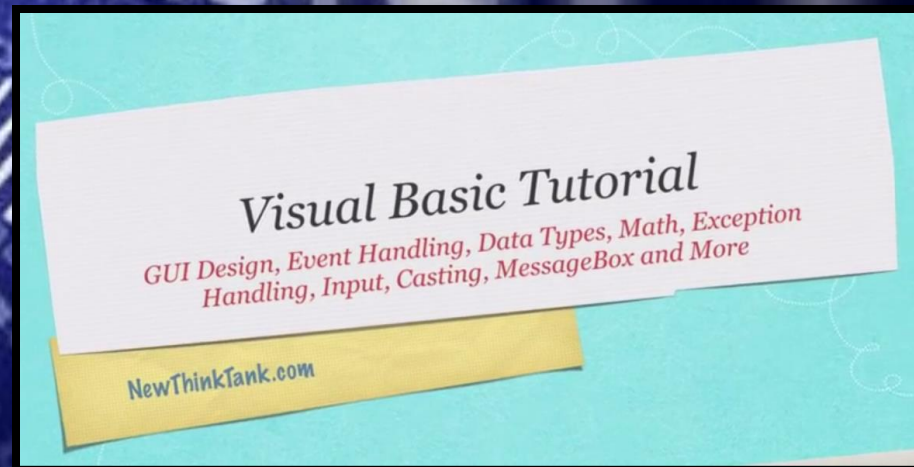 Visual Basic Tutorial
GUI Design, Event Handling, Data Types, Math, Exception
Handling, Input, Casting, MessageBox and More
NewThinkTank.com